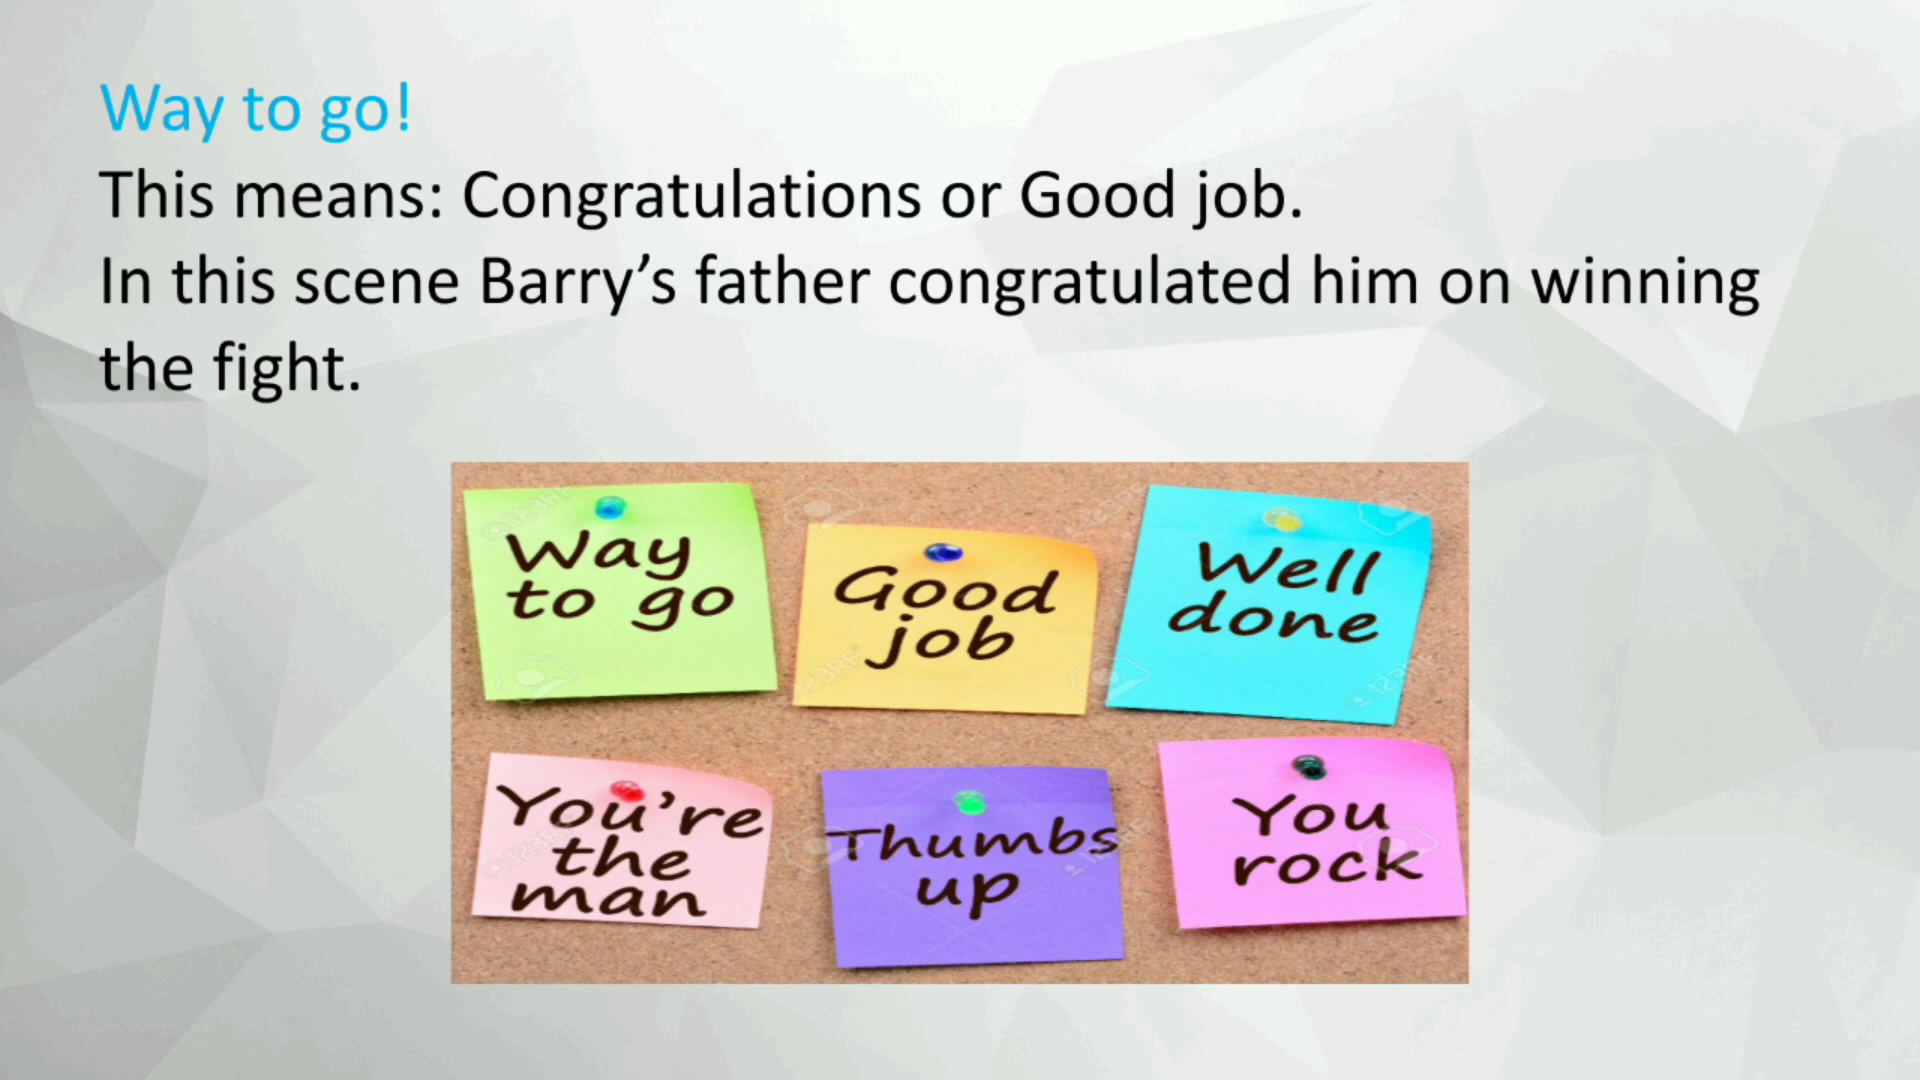 Way to go!
This means: Congratulations or Good job.
In this scene Barry’s father congratulated him on winning
the fight.
Way
to go
Good
job
Well
done
You're
the
man
Thumbs
up
You
rock